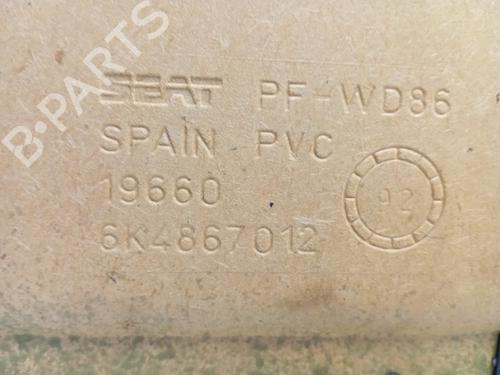 B-PARTS
SEAT PF-WD86
SPAIN PVC
19660
6K4867012
92